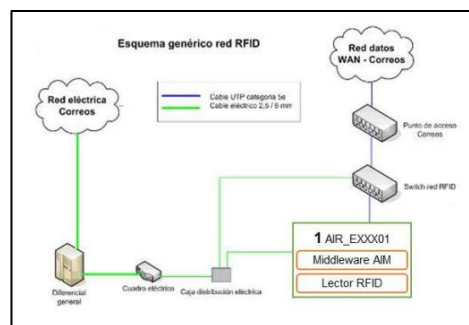 Esquema genérico red RFID
Red datos
WAN - Correos
Cable UTP categoria 5e
Cable eléctrico 2,5 / 6 mm
Red eléctrica
Correos
Punto de acceso
Correos
Switch red RFID
1 AIR_EXXX01
Middleware AIM
Lector RFID
Diferencial
general
Cuadro eléctrico
Caja distribución eléctrica